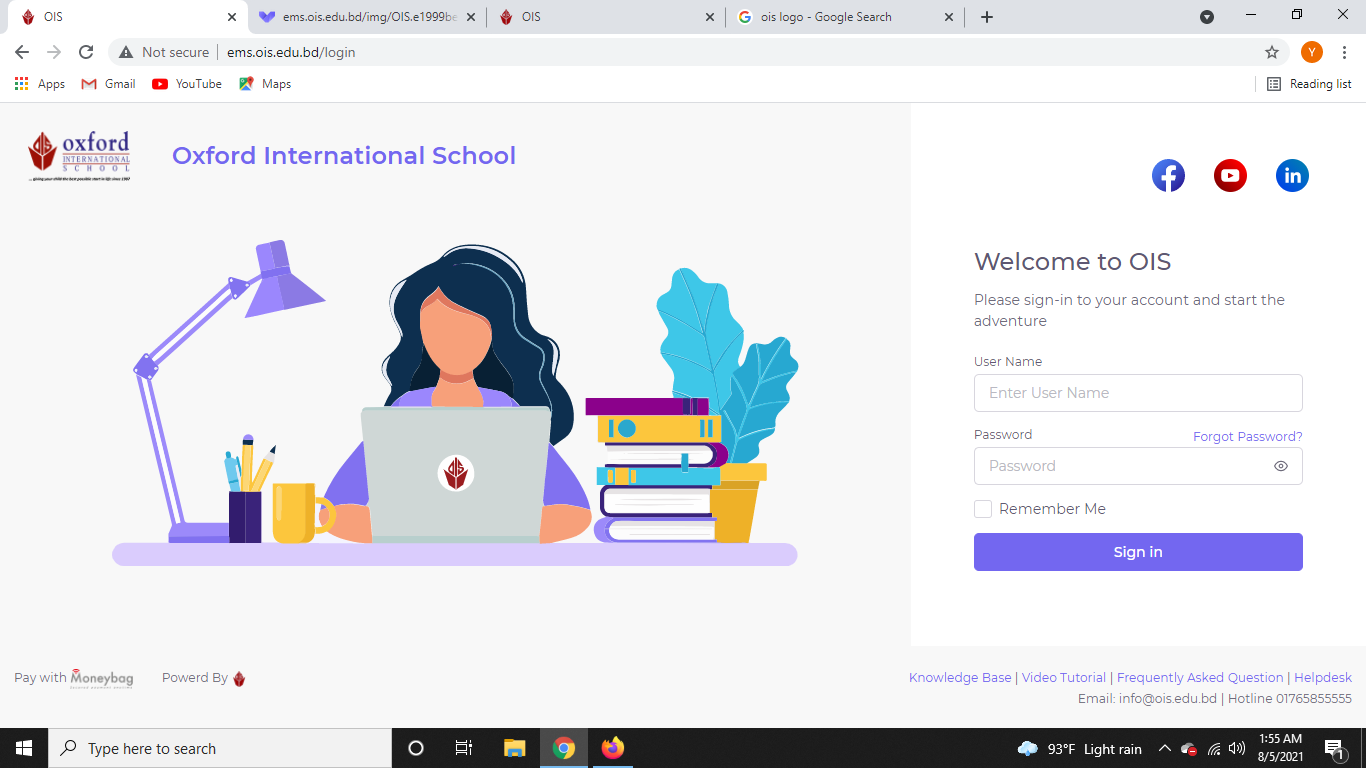 OIS
ems.ois.edu.bd/img/OIS.e1999be
OIS
ois logo - Google Search
Not secure
ems.ois.edu.bd/login
Y
Apps
Gmail
YouTube
Maps
Reading list
OIS
oxford
INTERNATIONAL
SCHOOL
... giving your child the best possible start in life since 1987
Oxford International School
in
Welcome to OIS
Please sign-in to your account and start the
adventure
User Name
Enter User Name
Password
Forgot Password?
Password
Remember Me
Sign in
OIS
Pay with Moneybag
Powerd By
Knowledge Base | Video Tutorial | Frequently Asked Question | Helpdesk
Email: info@ois.edu.bd | Hotline 01765855555
Type here to search
93°F Light rain
1:55 AM
8/5/2021
1